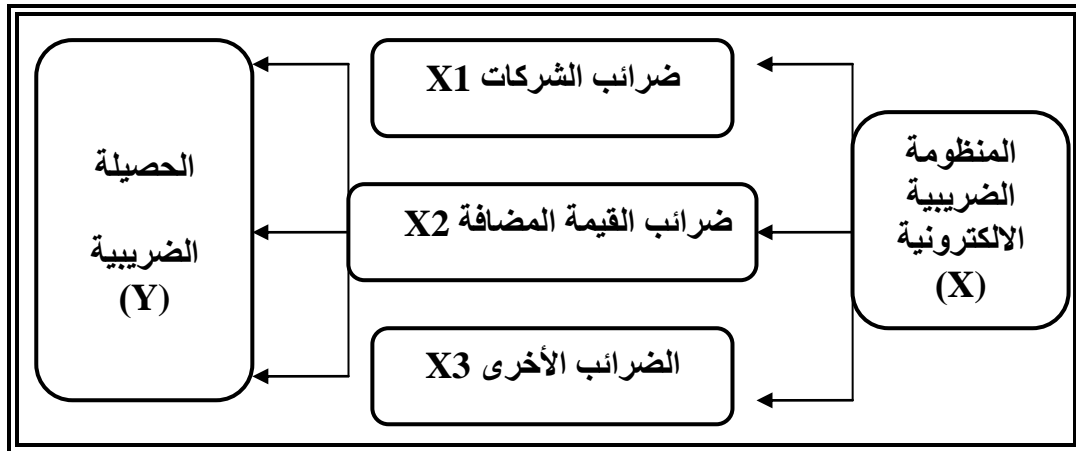 المنظومة
الضريبية
الالكترونية
(X)
ضرائب الشركات X1
ضرائب القيمة المضافة X2
الضرائب الأخرى X3
الحصيلة
الضريبية
(Y)